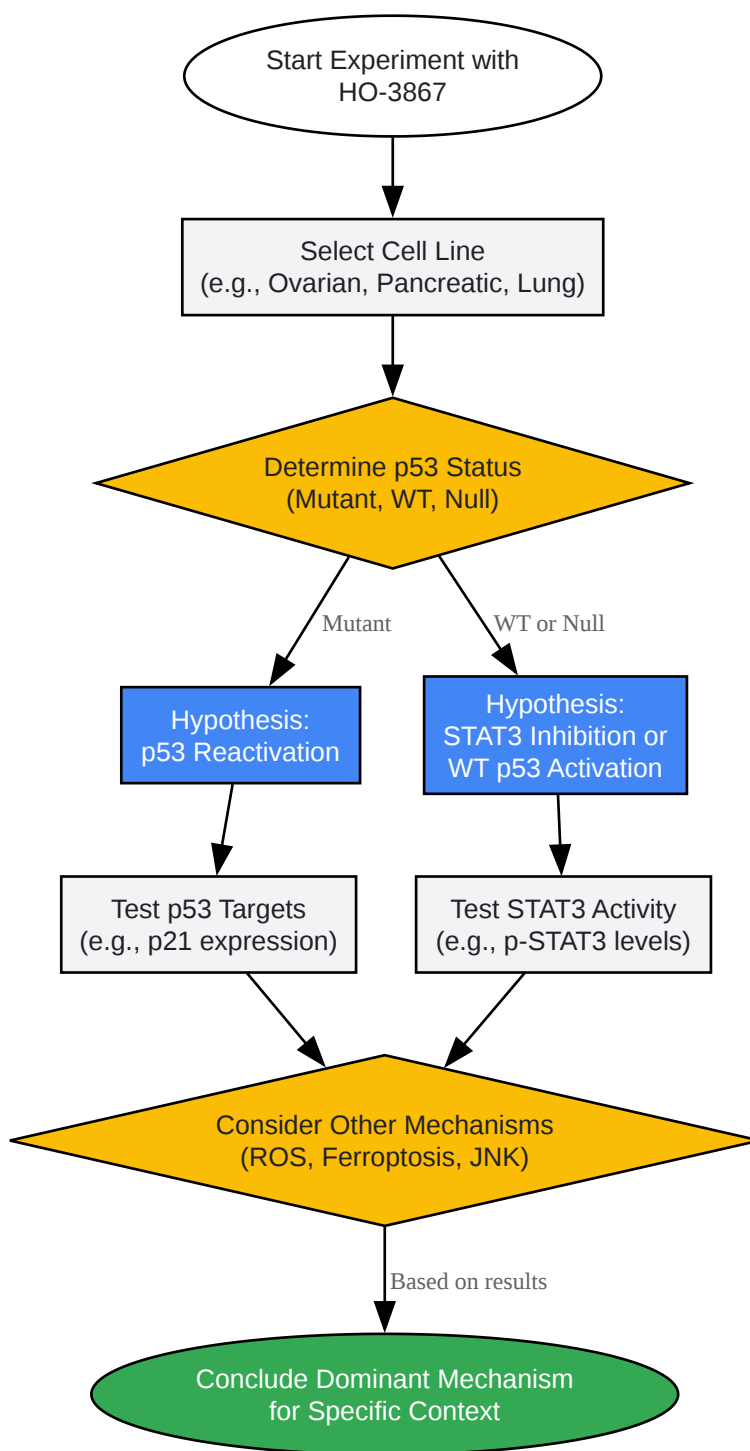 Start Experiment with
HO-3867
Select Cell Line
(e.g., Ovarian, Pancreatic, Lung)
Determine p53 Status
(Mutant, WT, Null)
Mutant
WT or Null
Hypothesis:
p53 Reactivation
Hypothesis:
STAT3 Inhibition or
WT p53 Activation
Test p53 Targets
(e.g., p21 expression)
Test STAT3 Activity
(e.g., p-STAT3 levels)
Consider Other Mechanisms
(ROS, Ferroptosis, JNK)
Based on results
Conclude Dominant Mechanism
for Specific Context